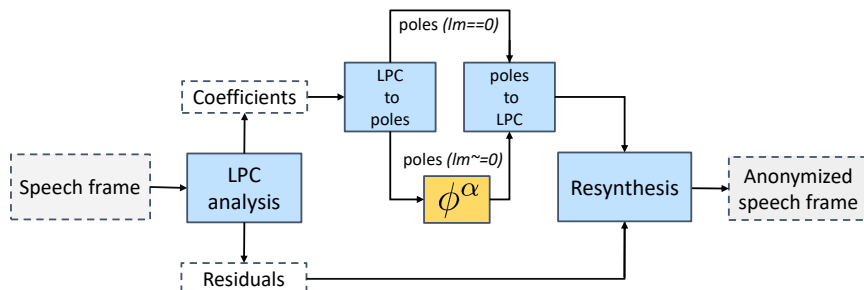 poles (Im==0)
LPC
to
poles
poles
to
LPC
Coefficients
poles (Im~=0)
Speech frame
LPC
analysis
ϕ^α
Resynthesis
Anonymized
speech frame
Residuals